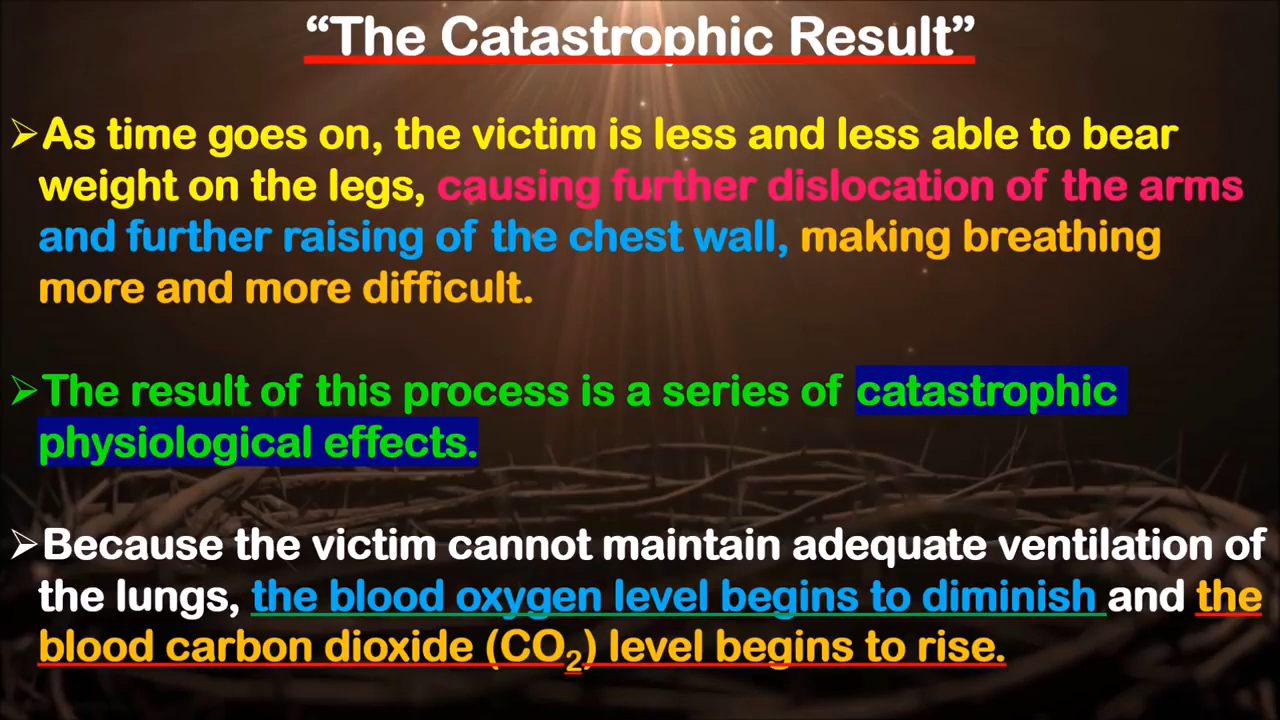 “The Catastrophic Result”
➢As time goes on, the victim is less and less able to bear
weight on the legs, causing further dislocation of the arms
and further raising of the chest wall, making breathing
more and more difficult.
➢The result of this process is a series of catastrophic
physiological effects.
➢Because the victim cannot maintain adequate ventilation of
the lungs, the blood oxygen level begins to diminish and the
blood carbon dioxide (CO₂) level begins to rise.